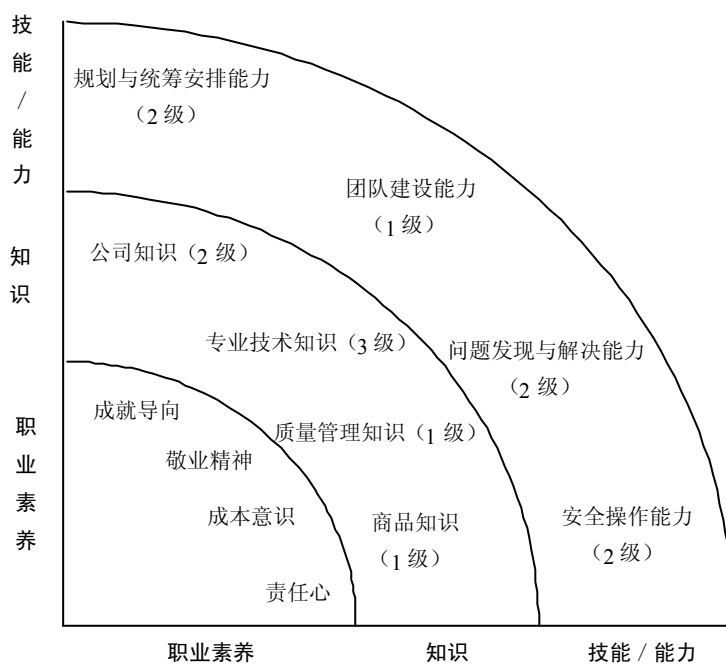 技能/能力
知识
职业素养
规划与统筹安排能力
（2 级）
团队建设能力
（1 级）
公司知识（2 级）
专业技术知识（3 级）
问题发现与解决能力
（2 级）
成就导向
质量管理知识（1 级）
敬业精神
成本意识
商品知识
（1 级）
安全操作能力
（2 级）
责任心
职业素养
知识
技能/能力